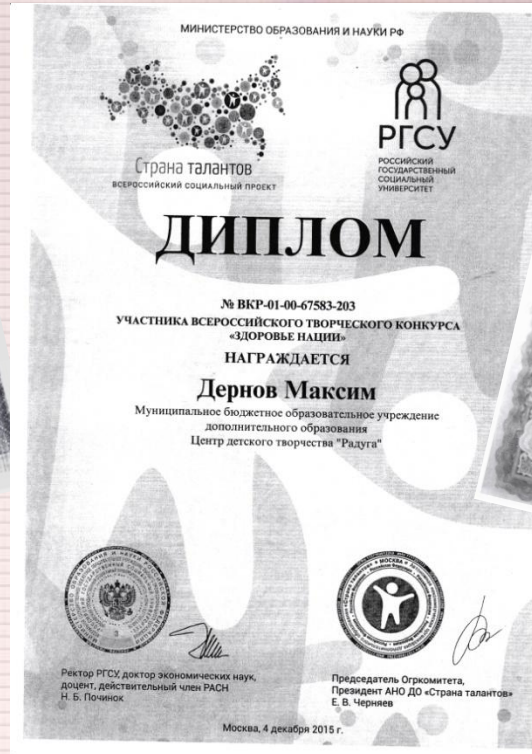 МИНИСТЕРСТВО ОБРАЗОВАНИЯ И НАУКИ РФ
Страна талантов
ВСЕРОССИЙСКИЙ СОЦИАЛЬНЫЙ ПРОЕКТ
РГСУ
РОССИЙСКИЙ
ГОСУДАРСТВЕННЫЙ
СОЦИАЛЬНЫЙ
УНИВЕРСИТЕТ
ДИПЛОМ
№ ВКР-01-00-67583-203
УЧАСТНИКА ВСЕРОССИЙСКОГО ТВОРЧЕСКОГО КОНКУРСА
«ЗДОРОВЬЕ НАЦИИ»
НАГРАЖДАЕТСЯ
Дернов Максим
Муниципальное бюджетное образовательное учреждение
дополнительного образования
Центр детского творчества "Радуга"
Ректор РГСУ, доктор экономических наук,
доцент, действительный член РАСН
Н. Б. Починок
Председатель Огркомитета,
Президент АНО ДО «Страна талантов»
Е. В. Черняев
Москва, 4 декабря 2015 г.